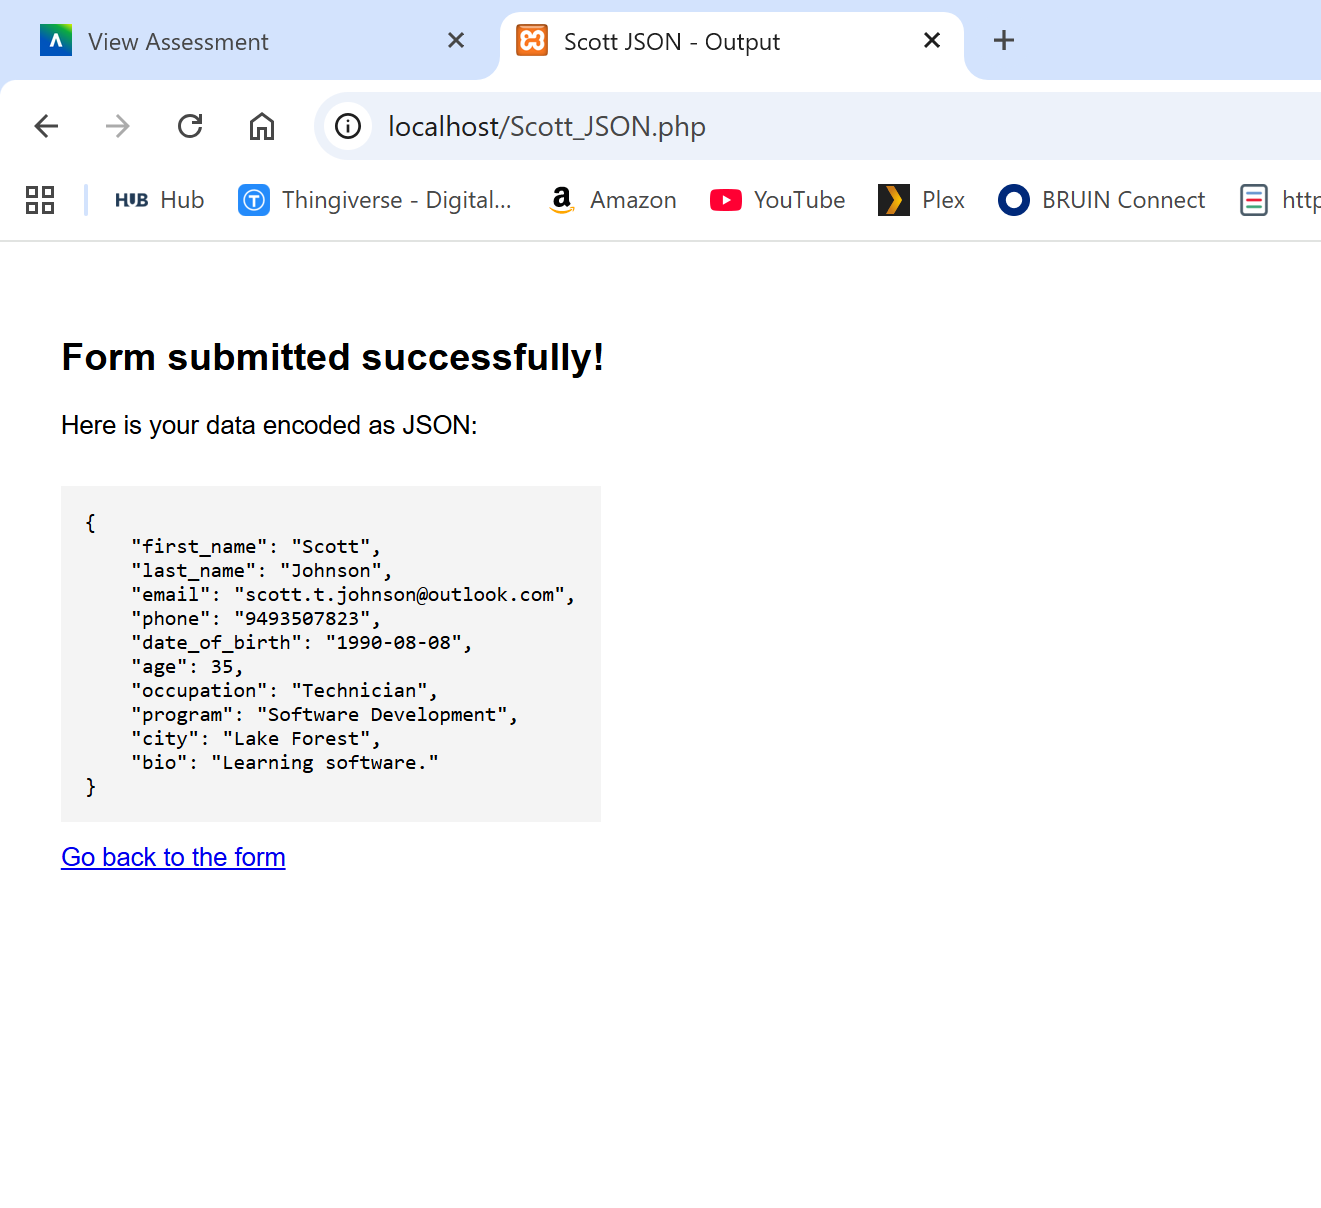 View Assessment
Scott JSON - Output
localhost/Scott_JSON.php
HUB Hub
Thingiverse - Digital...
Amazon
YouTube
Plex
BRUIN Connect
http
Form submitted successfully!
Here is your data encoded as JSON:
{
    "first_name": "Scott",
    "last_name": "Johnson",
    "email": "scott.t.johnson@outlook.com",
    "phone": "9493507823",
    "date_of_birth": "1990-08-08",
    "age": 35,
    "occupation": "Technician",
    "program": "Software Development",
    "city": "Lake Forest",
    "bio": "Learning software."
}
Go back to the form